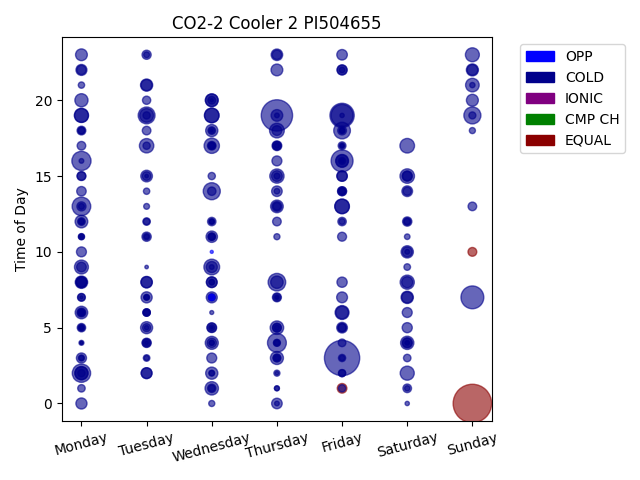 CO2-2 Cooler 2 PI504655
OPP
COLD
IONIC
CMP CH
EQUAL
Time of Day
20
15
10
5
0
Monday Tuesday Wednesday Thursday Friday Saturday Sunday